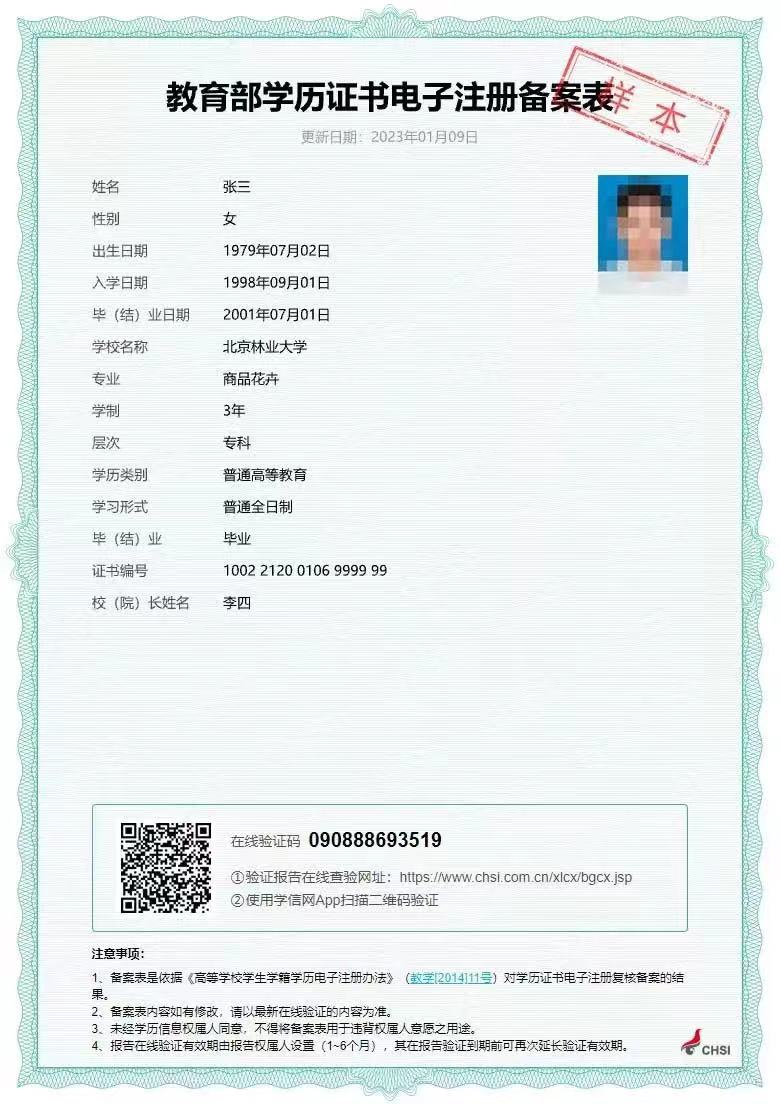 教育部学历证书电子注册备案表
样本
更新日期：2023年01月09日
姓名 张三
性别 女
出生日期 1979年07月02日
入学日期 1998年09月01日
毕（结）业日期 2001年07月01日
学校名称 北京林业大学
专业 商品花卉
学制 3年
层次 专科
学历类别 普通高等教育
学习形式 普通全日制
毕（结）业 毕业
证书编号 1002 2120 0106 9999 99
校（院）长姓名 李四
在线验证码 090888693519
①验证报告在线查验网址：https://www.chsi.com.cn/xlcx/bgcx.jsp
②使用学信网App扫描二维码验证
注意事项：
1、备案表是依据《高等学校学生学籍学历电子注册办法》（教学[2014]11号）对学历证书电子注册复核备案的结
果。
2、备案表内容如有修改，请以最新在线验证的内容为准。
3、未经学历信息权属人同意，不得将备案表用于违背权属人意愿之用途。
4、报告在线验证有效期由报告权属人设置（1~6个月），其在报告验证到期前可再次延长验证有效期。
CHSI